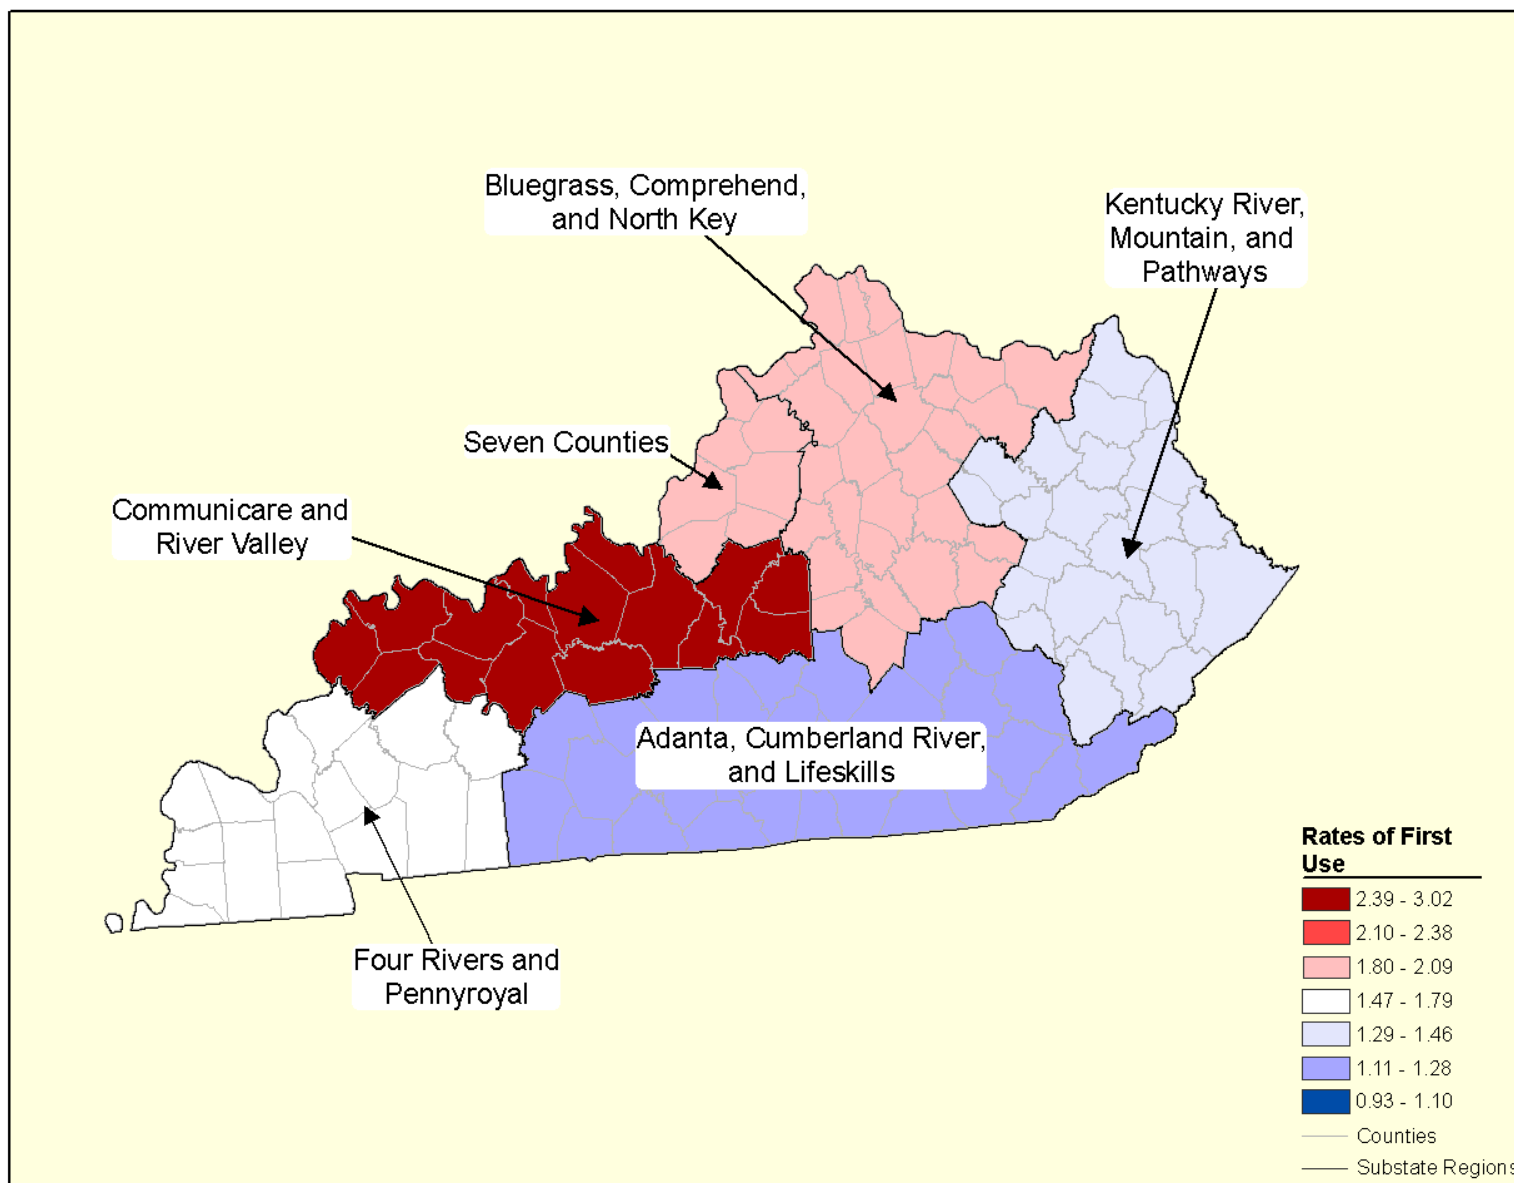 Bluegrass, Comprehend,
and North Key
Kentucky River,
Mountain, and
Pathways
Seven Counties
Communicare and
River Valley
Adanta, Cumberland River,
and Lifeskills
Four Rivers and
Pennyroyal
Rates of First
Use
2.39 - 3.02
2.10 - 2.38
1.80 - 2.09
1.47 - 1.79
1.29 - 1.46
1.11 - 1.28
0.93 - 1.10
Counties
Substate Regions